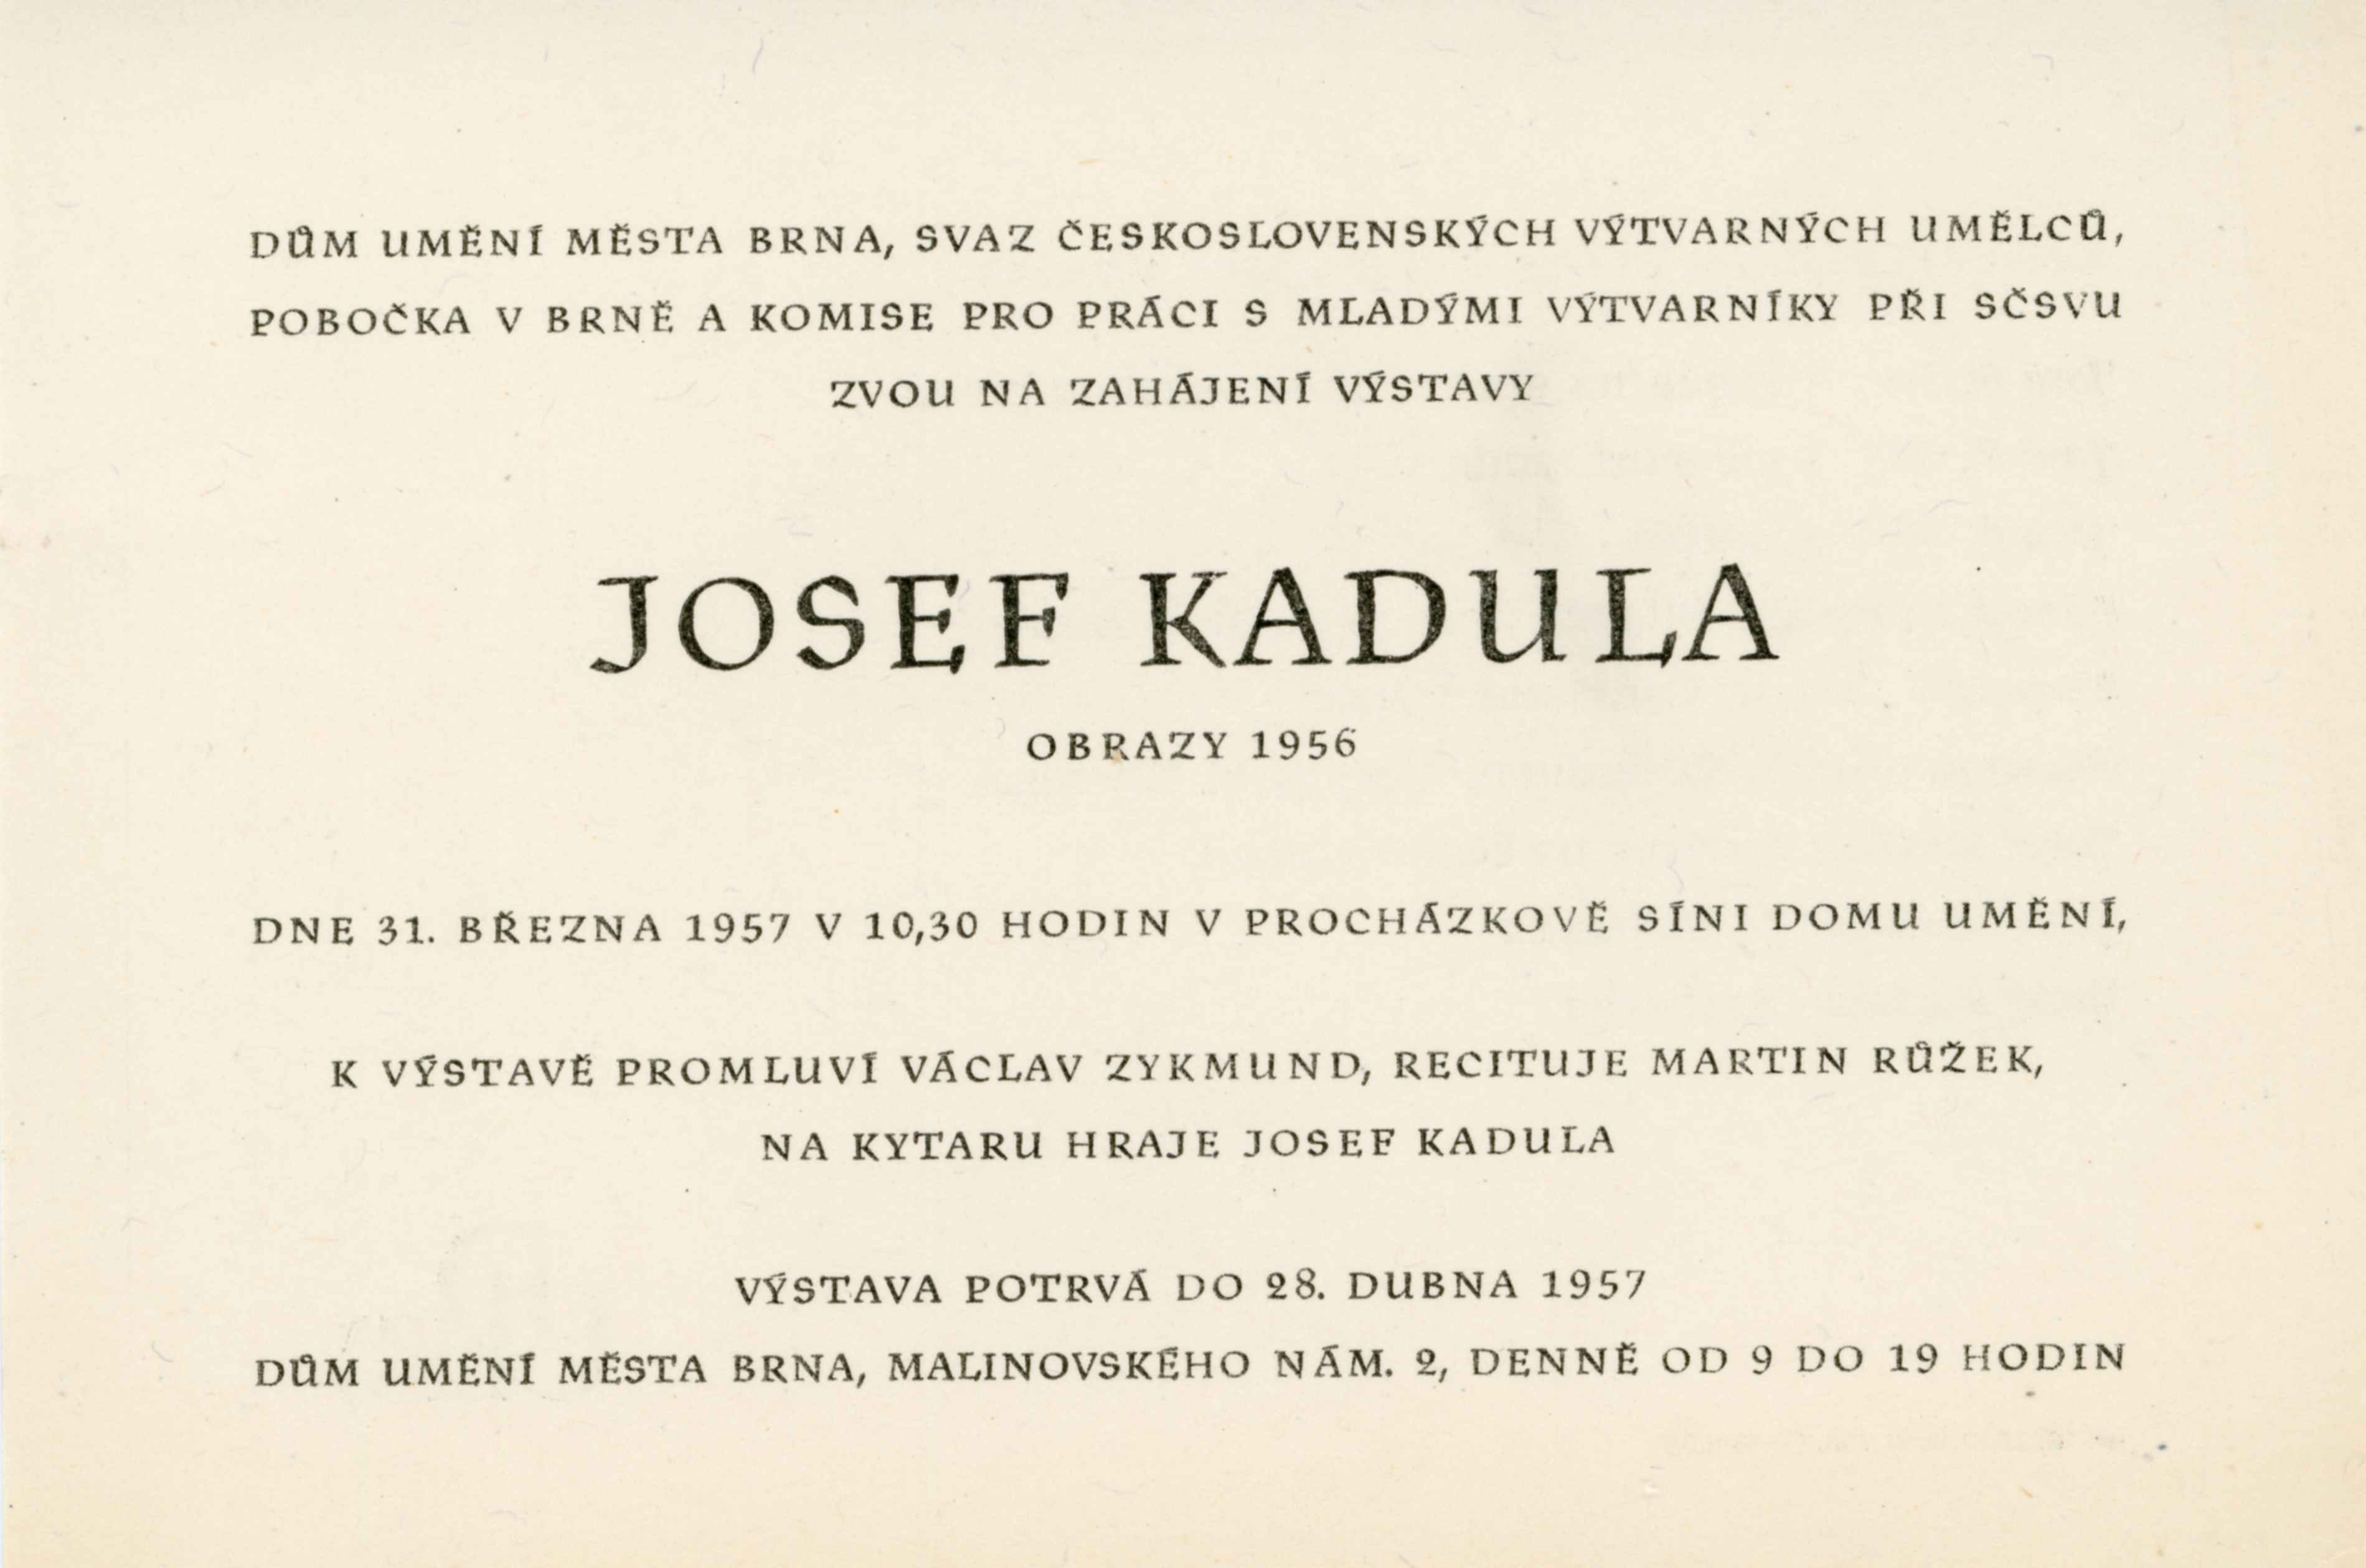 DŮM UMĚNÍ MĚSTA BRNA, SVAZ ČESKOSLOVENSKÝCH VÝTVARNÝCH UMĚLCŮ,
POBOČKA V BRNĚ A KOMISE PRO PRÁCI S MLADÝMI VÝTVARNÍKY PŘI SČSVU
ZVOU NA ZAHÁJENÍ VÝSTAVY
JOSEF KADULA
OBRAZY 1956
DNE 31. BŘEZNA 1957 V 10,30 HODIN V PROCHÁZKOVĚ SÍNI DOMU UMĚNÍ,
K VÝSTAVĚ PROMLUVÍ VÁCLAV ZYKMUND, RECITUJE MARTIN RŮŽEK,
NA KYTARU HRAJE JOSEF KADULA
VÝSTAVA POTRVÁ DO 28. DUBNA 1957
DŮM UMĚNÍ MĚSTA BRNA, MALINOVSKÉHO NÁM. 2, DENNĚ OD 9 DO 19 HODIN